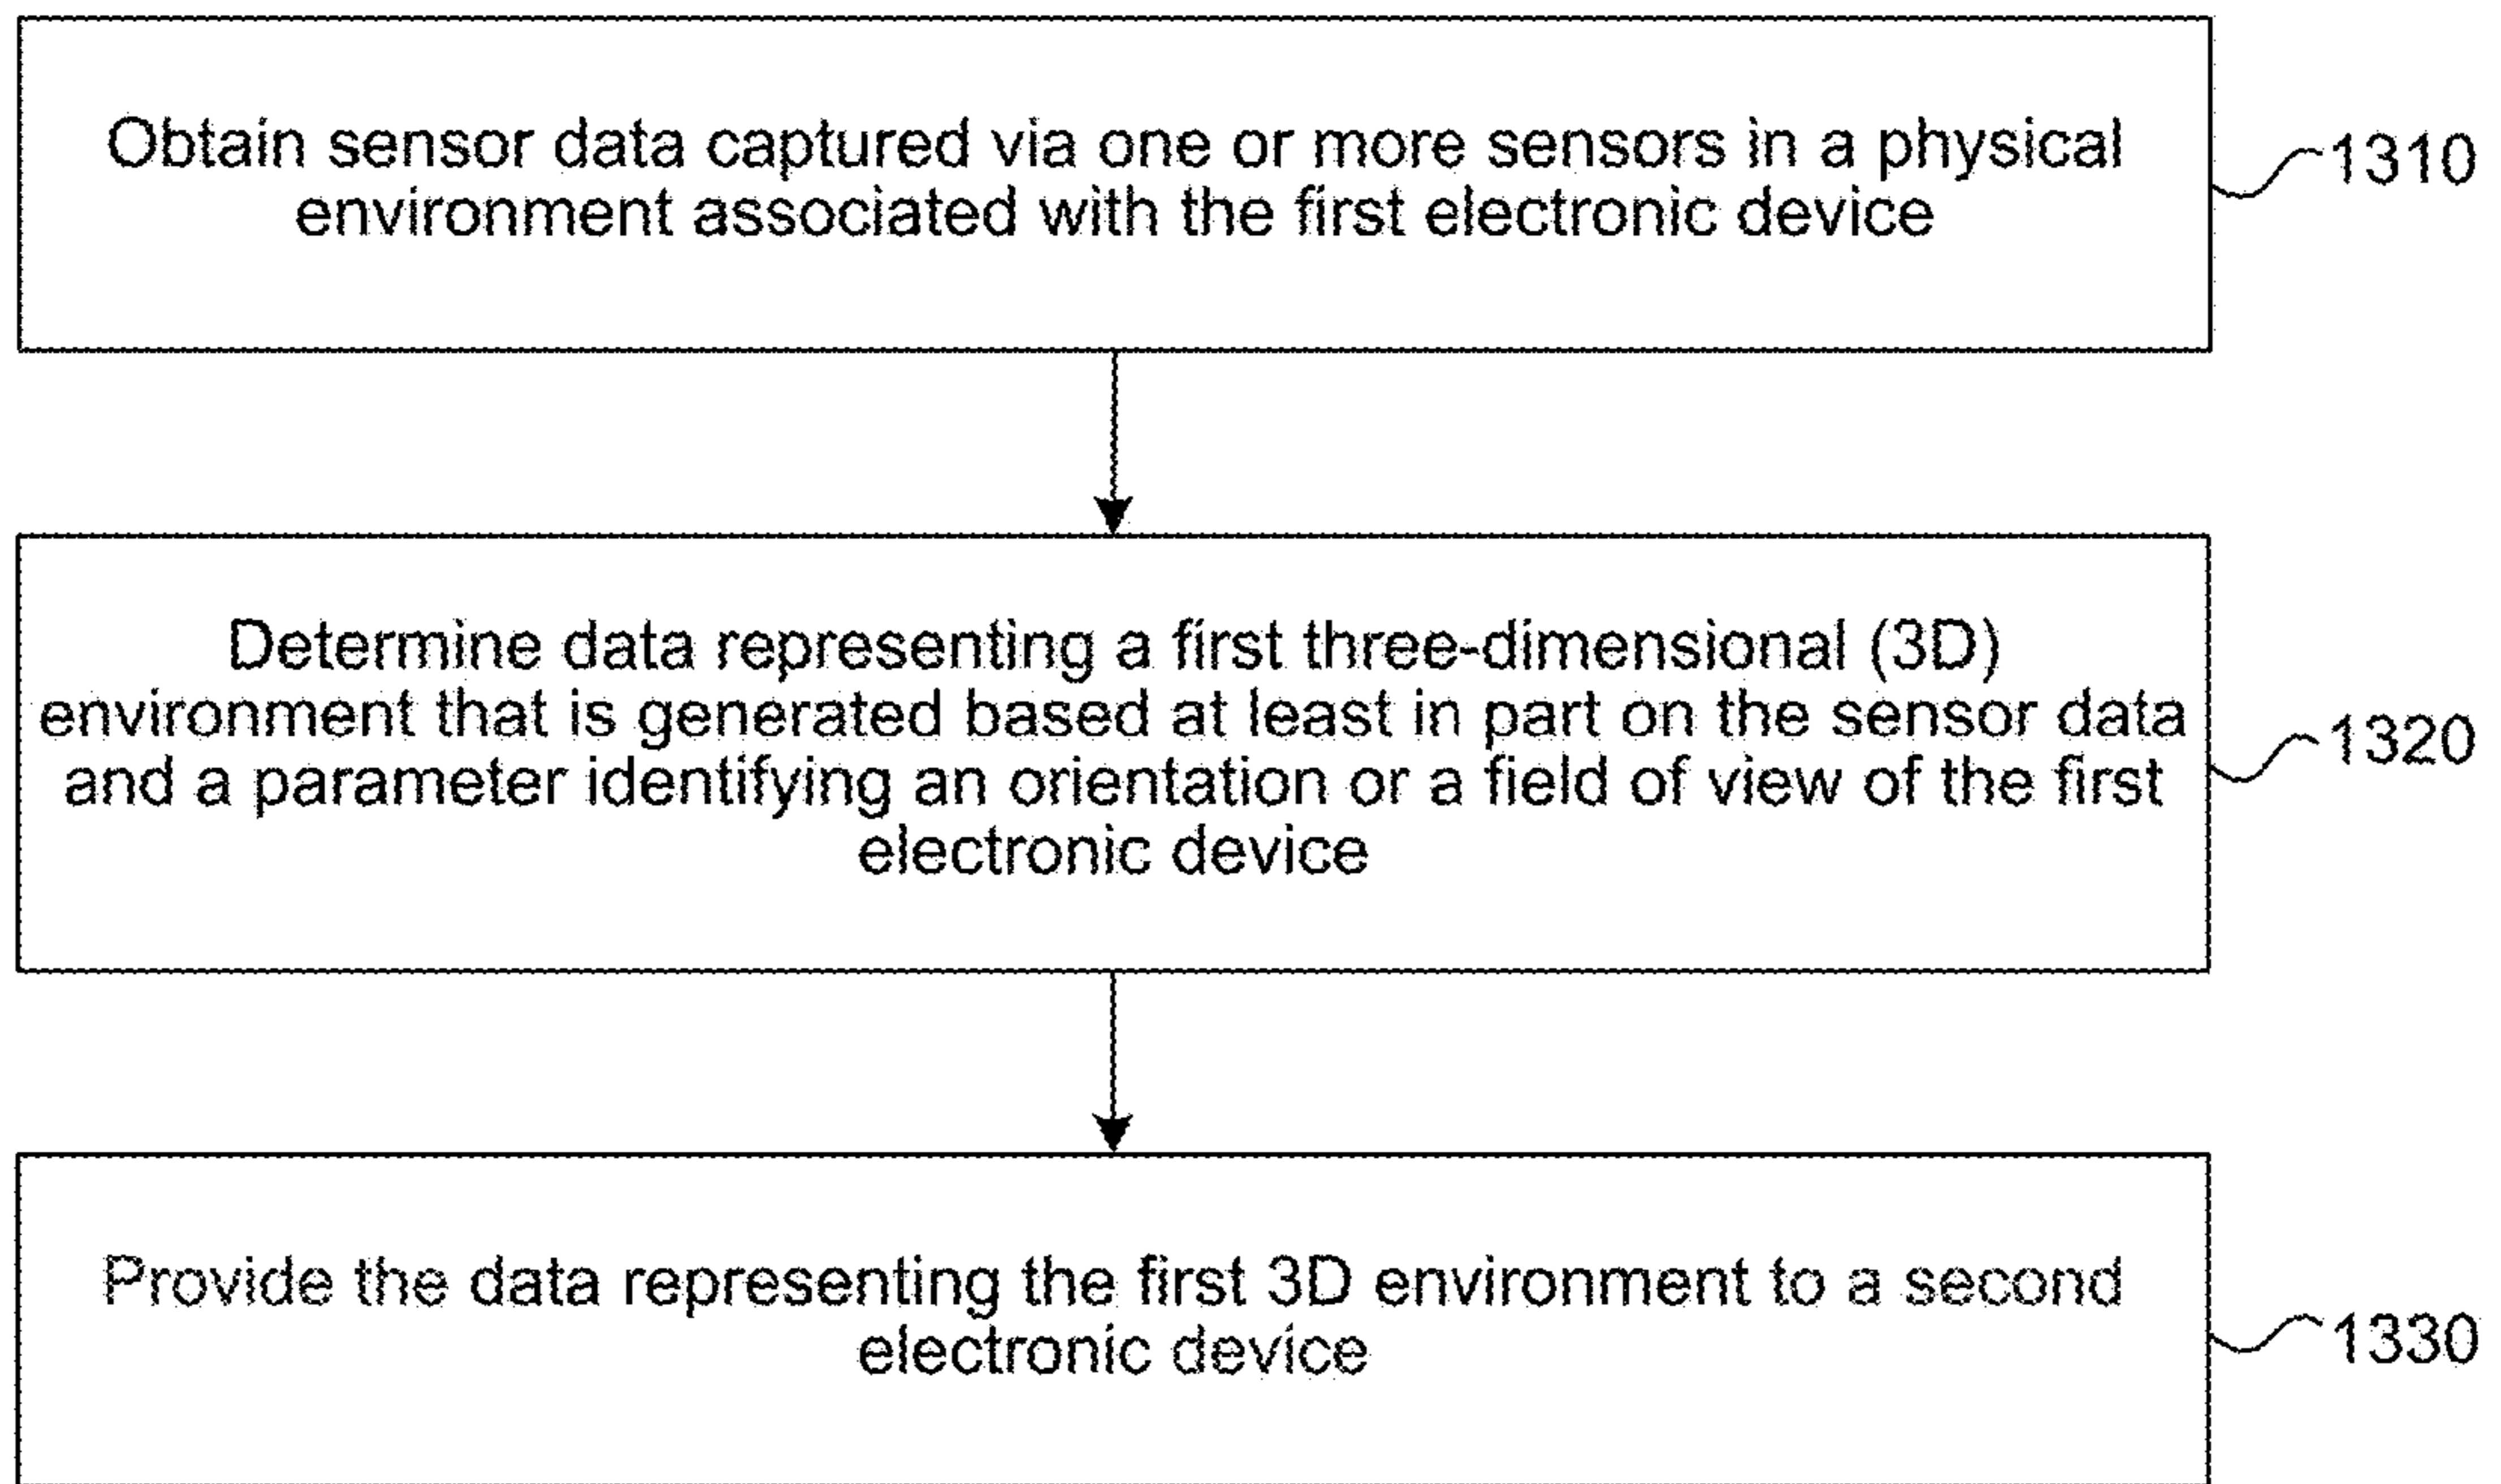 Obtain sensor data captured via one or more sensors in a physical
environment associated with the first electronic device
1310
Determine data representing a first three-dimensional (3D)
environment that is generated based at least in part on the sensor data
and a parameter identifying an orientation or a field of view of the first
electronic device
1320
Provide the data representing the first 3D environment to a second
electronic device
1330